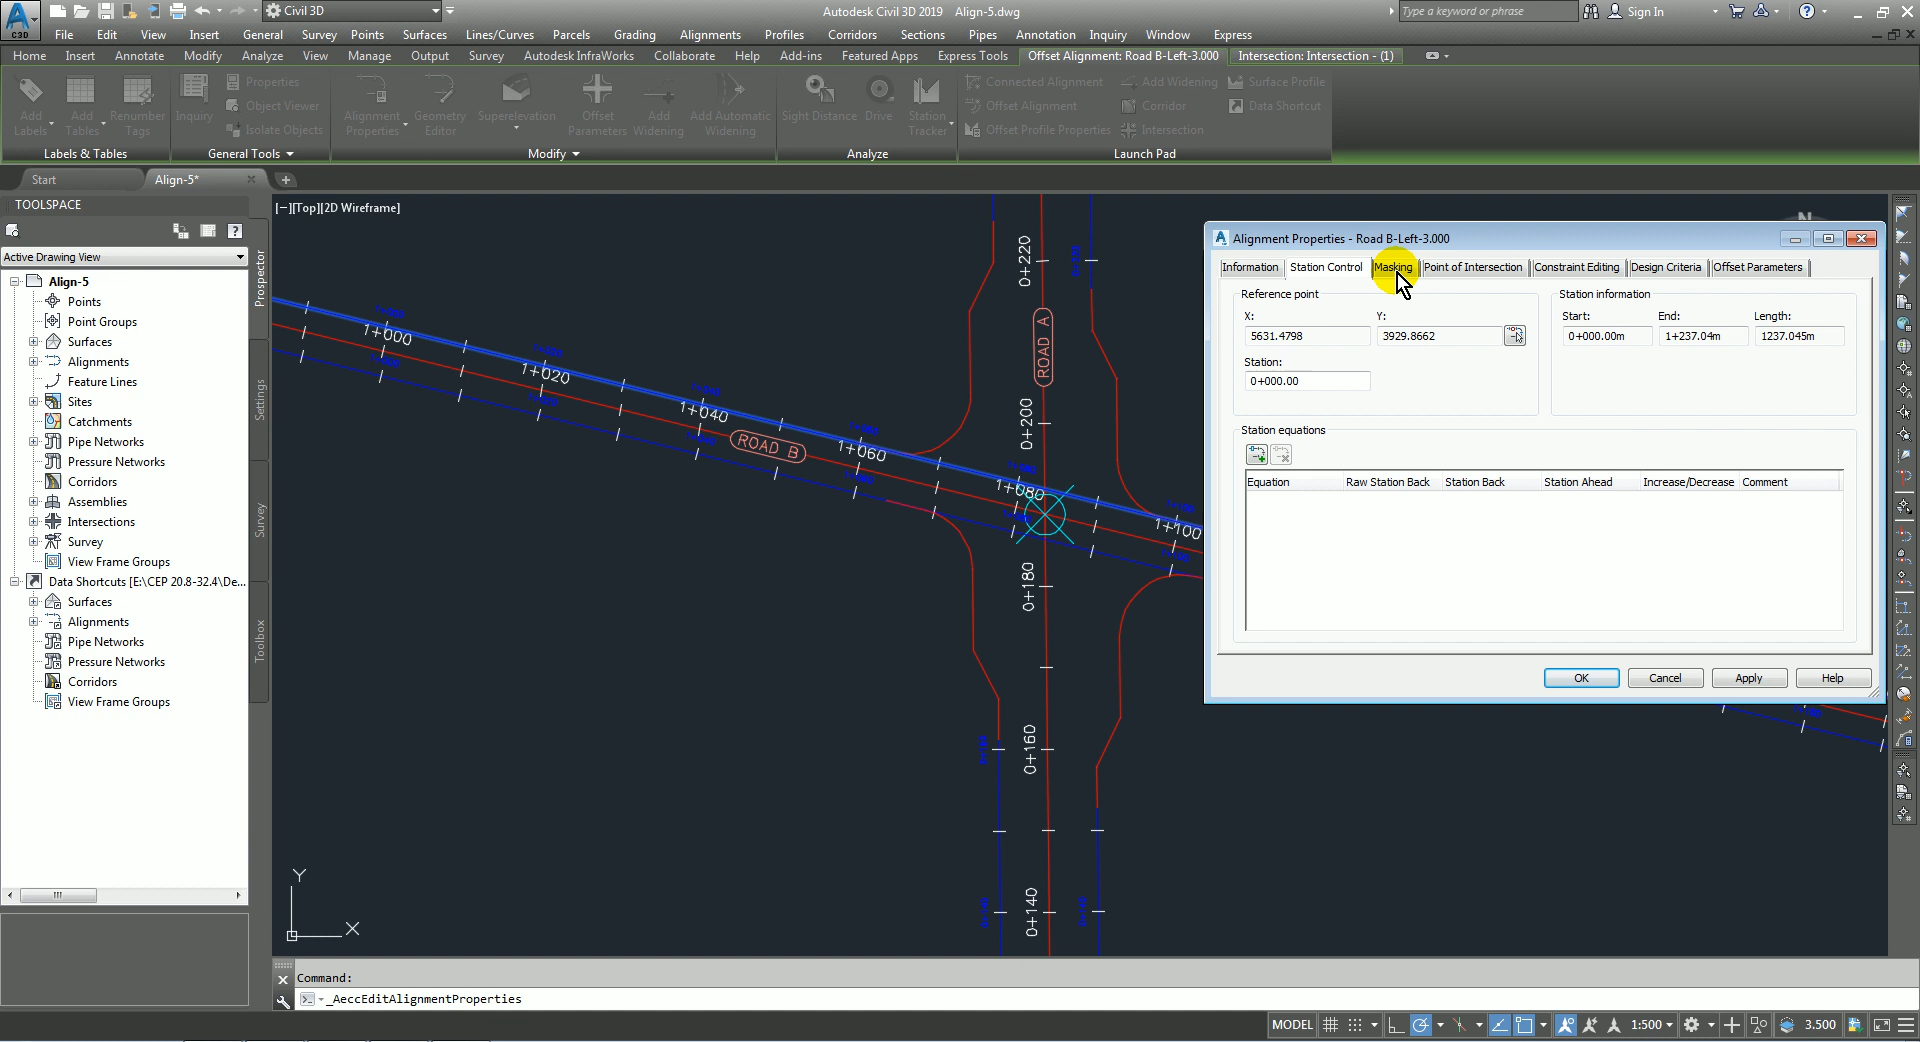 Civil 3D
Autodesk Civil 3D 2019 Align-5.dwg
Type a keyword or phrase
Sign In
C3D
File Edit View Insert General Survey Points Surfaces Lines/Curves Parcels Grading Alignments Profiles Corridors Sections Pipes Annotation Inquiry Window Express
Home Insert Annotate Modify Analyze View Manage Output Survey Autodesk InfraWorks Collaborate Help Add-ins Featured Apps Express Tools Offset Alignment: Road B-Left-3.000 Intersection: Intersection - (1)
Add Labels
Add Tables
Renumber Tags
Inquiry
Properties
Object Viewer
Isolate Objects
Alignment Properties
Geometry Editor
Superelevation
Offset Parameters
Add Widening
Add Automatic Widening
Sight Distance
Drive
Station Tracker
Connected Alignment
Offset Alignment
Offset Profile Properties
Add Widening
Corridor
Intersection
Surface Profile
Data Shortcut
Labels & Tables
General Tools
Modify
Analyze
Launch Pad
Start
Align-5*
TOOLSPACE
Active Drawing View
Align-5
Points
Point Groups
Surfaces
Alignments
Feature Lines
Sites
Catchments
Pipe Networks
Pressure Networks
Corridors
Assemblies
Intersections
Survey
View Frame Groups
Data Shortcuts [E:\CEP 20.8-32.4\De...
Surfaces
Alignments
Pipe Networks
Pressure Networks
Corridors
View Frame Groups
Prospector
Settings
Survey
Toolbox
[−][Top][2D Wireframe]
0+220
ROAD A
0+200
0+180
0+160
0+140
1+000
1+020
1+040
ROAD B
1+060
1+080
1+100
N
Y
X
Alignment Properties - Road B-Left-3.000
Information Station Control Masking Point of Intersection Constraint Editing Design Criteria Offset Parameters
Reference point
X:
5631.4798
Y:
3929.8662
Station:
0+000.00
Station information
Start: End: Length:
0+000.00m 1+237.04m 1237.045m
Station equations
Equation Raw Station Back Station Back Station Ahead Increase/Decrease Comment
OK Cancel Apply Help
Command:
_AeccEditAlignmentProperties
MODEL
1:500
3.500